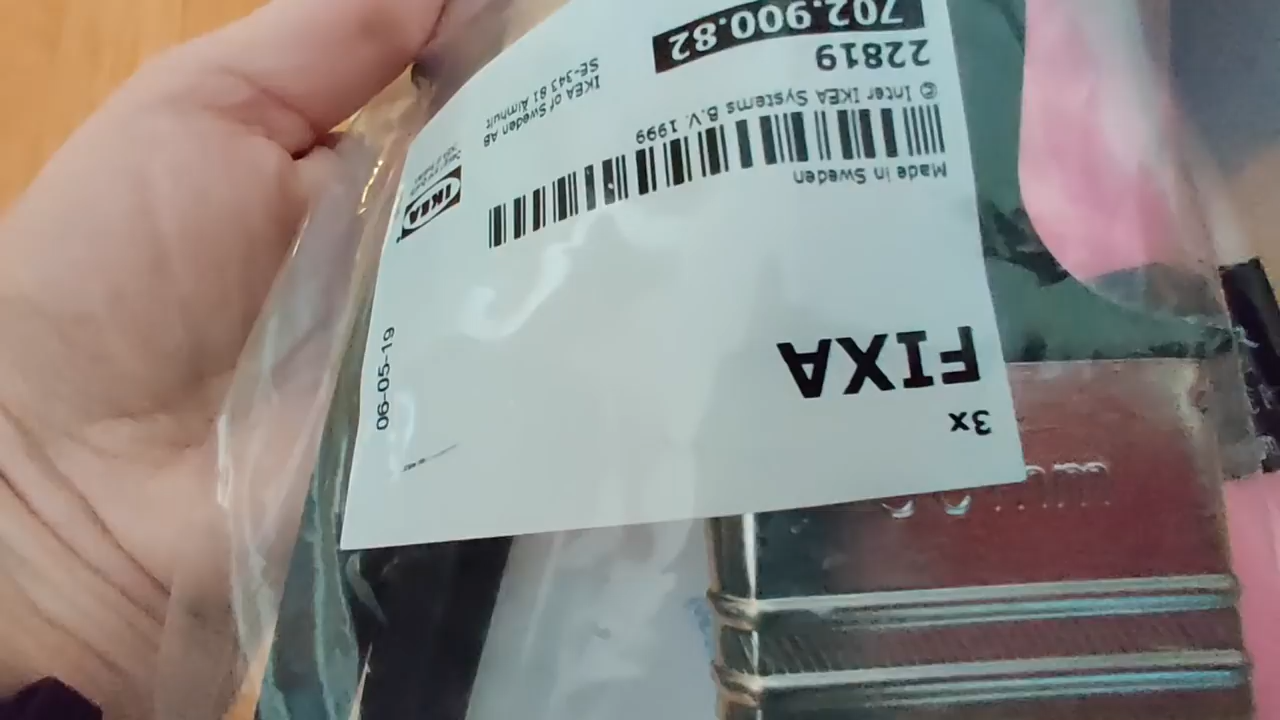 3x
FIXA
06-05-19
Made in Sweden
© Inter IKEA Systems B.V. 1999
22819
702.900.82
IKEA of Sweden AB
SE-343 81 Älmhult
IKEA